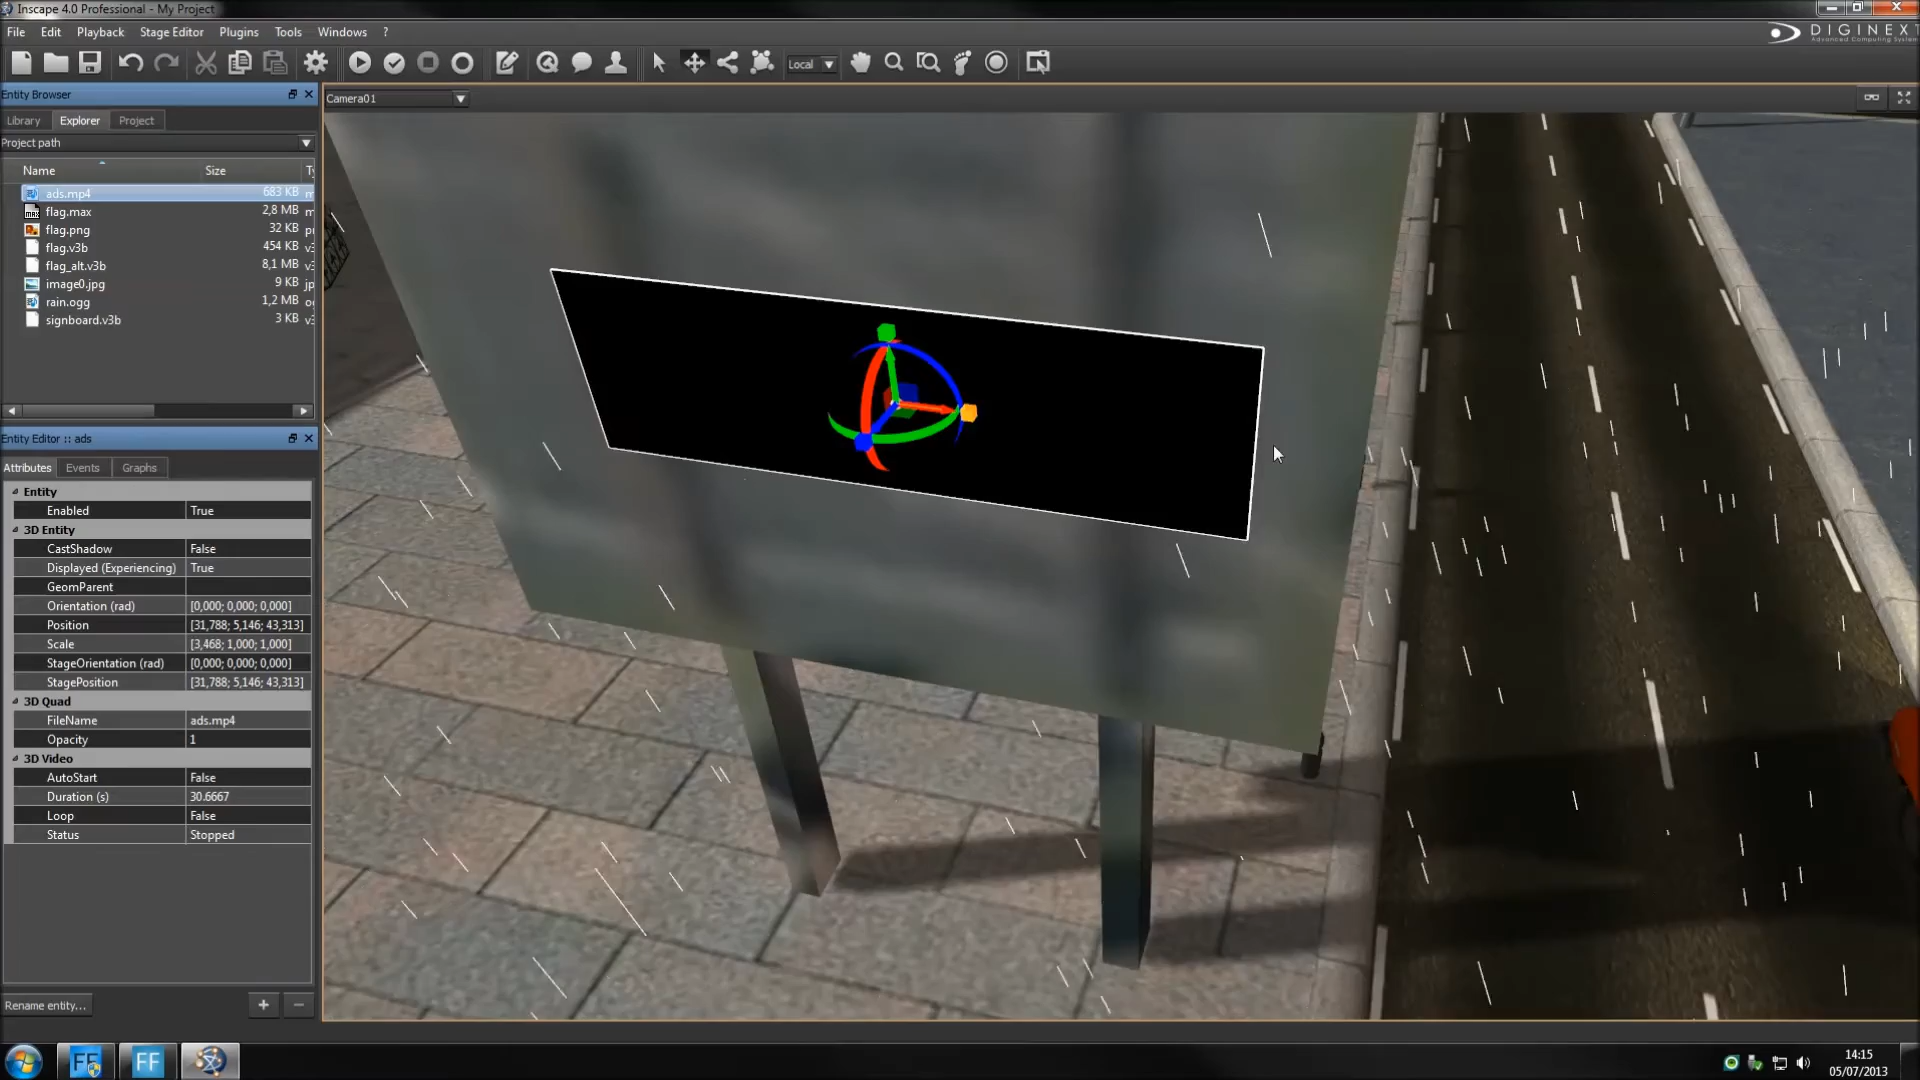 Inscape 4.0 Professional - My Project
File Edit Playback Stage Editor Plugins Tools Windows ?
DIGINEXT
Local
Entity Browser
Camera01
Library Explorer Project
Project path
Name Size
ads.mp4 683 KB m
flag.max 2,8 MB m
flag.png 32 KB p
flag.v3b 454 KB v3
flag_alt.v3b 8,1 MB v3
image0.jpg 9 KB jp
rain.ogg 1,2 MB o
signboard.v3b 3 KB v3
Entity Editor :: ads
Attributes Events Graphs
Entity
Enabled True
3D Entity
CastShadow False
Displayed (Experiencing) True
GeomParent
Orientation (rad) [0,000; 0,000; 0,000]
Position [31,788; 5,146; 43,313]
Scale [3,468; 1,000; 1,000]
StageOrientation (rad) [0,000; 0,000; 0,000]
StagePosition [31,788; 5,146; 43,313]
3D Quad
FileName ads.mp4
Opacity 1
3D Video
AutoStart False
Duration (s) 30.6667
Loop False
Status Stopped
Rename entity... + −
FF FF
14:15
05/07/2013